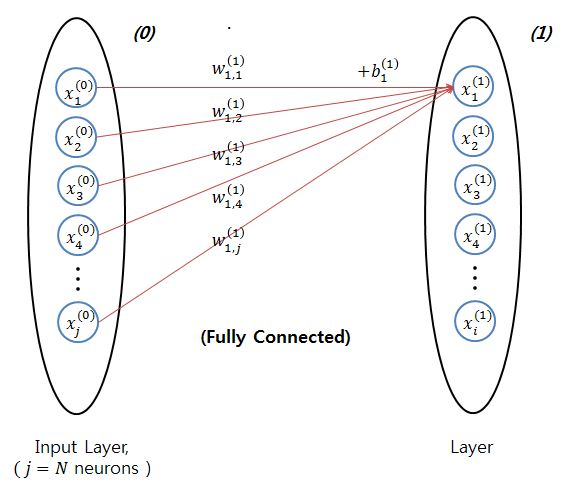 (0)
(1)
w_{1,1}^{(1)}
+b_1^{(1)}
x_1^{(0)}
x_1^{(1)}
w_{1,2}^{(1)}
x_2^{(0)}
x_2^{(1)}
w_{1,3}^{(1)}
x_3^{(0)}
x_3^{(1)}
w_{1,4}^{(1)}
x_4^{(0)}
x_4^{(1)}
w_{1,j}^{(1)}
⋮
⋮
x_j^{(0)}
x_i^{(1)}
(Fully Connected)
Input Layer,
( j = N neurons )
Layer